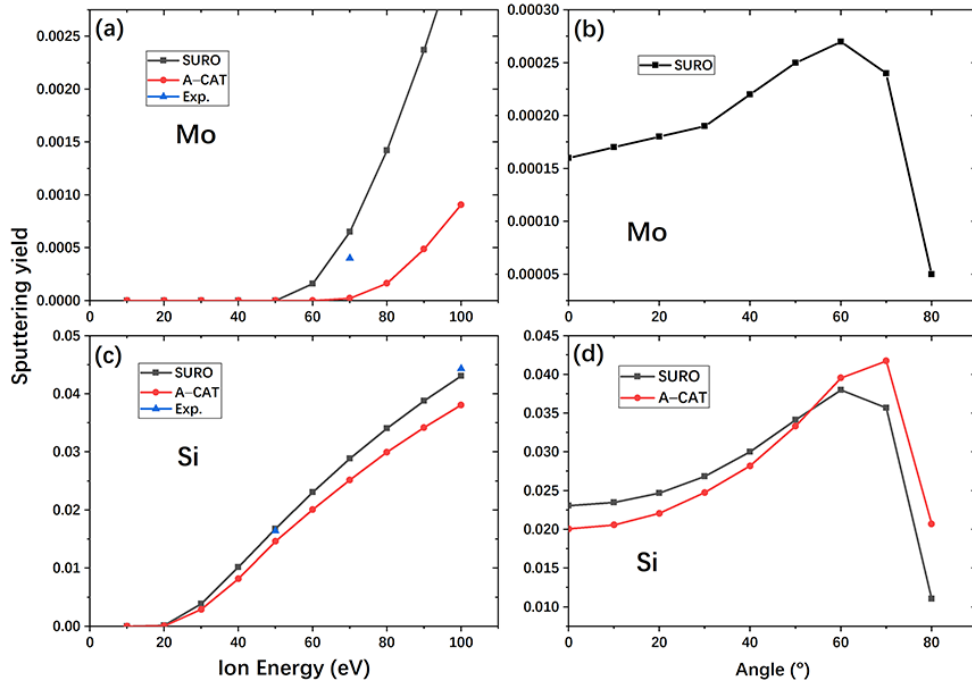 Sputtering yield
(a)
SURO
A-CAT
Exp.
Mo
0.0025
0.0020
0.0015
0.0010
0.0005
0.0000
0 20 40 60 80 100
(b)
SURO
Mo
0.00030
0.00025
0.00020
0.00015
0.00010
0.00005
0 20 40 60 80
(c)
SURO
A-CAT
Exp.
Si
0.05
0.04
0.03
0.02
0.01
0.00
0 20 40 60 80 100
Ion Energy (eV)
(d)
SURO
A-CAT
Si
0.045
0.040
0.035
0.030
0.025
0.020
0.015
0.010
0 20 40 60 80
Angle (°)